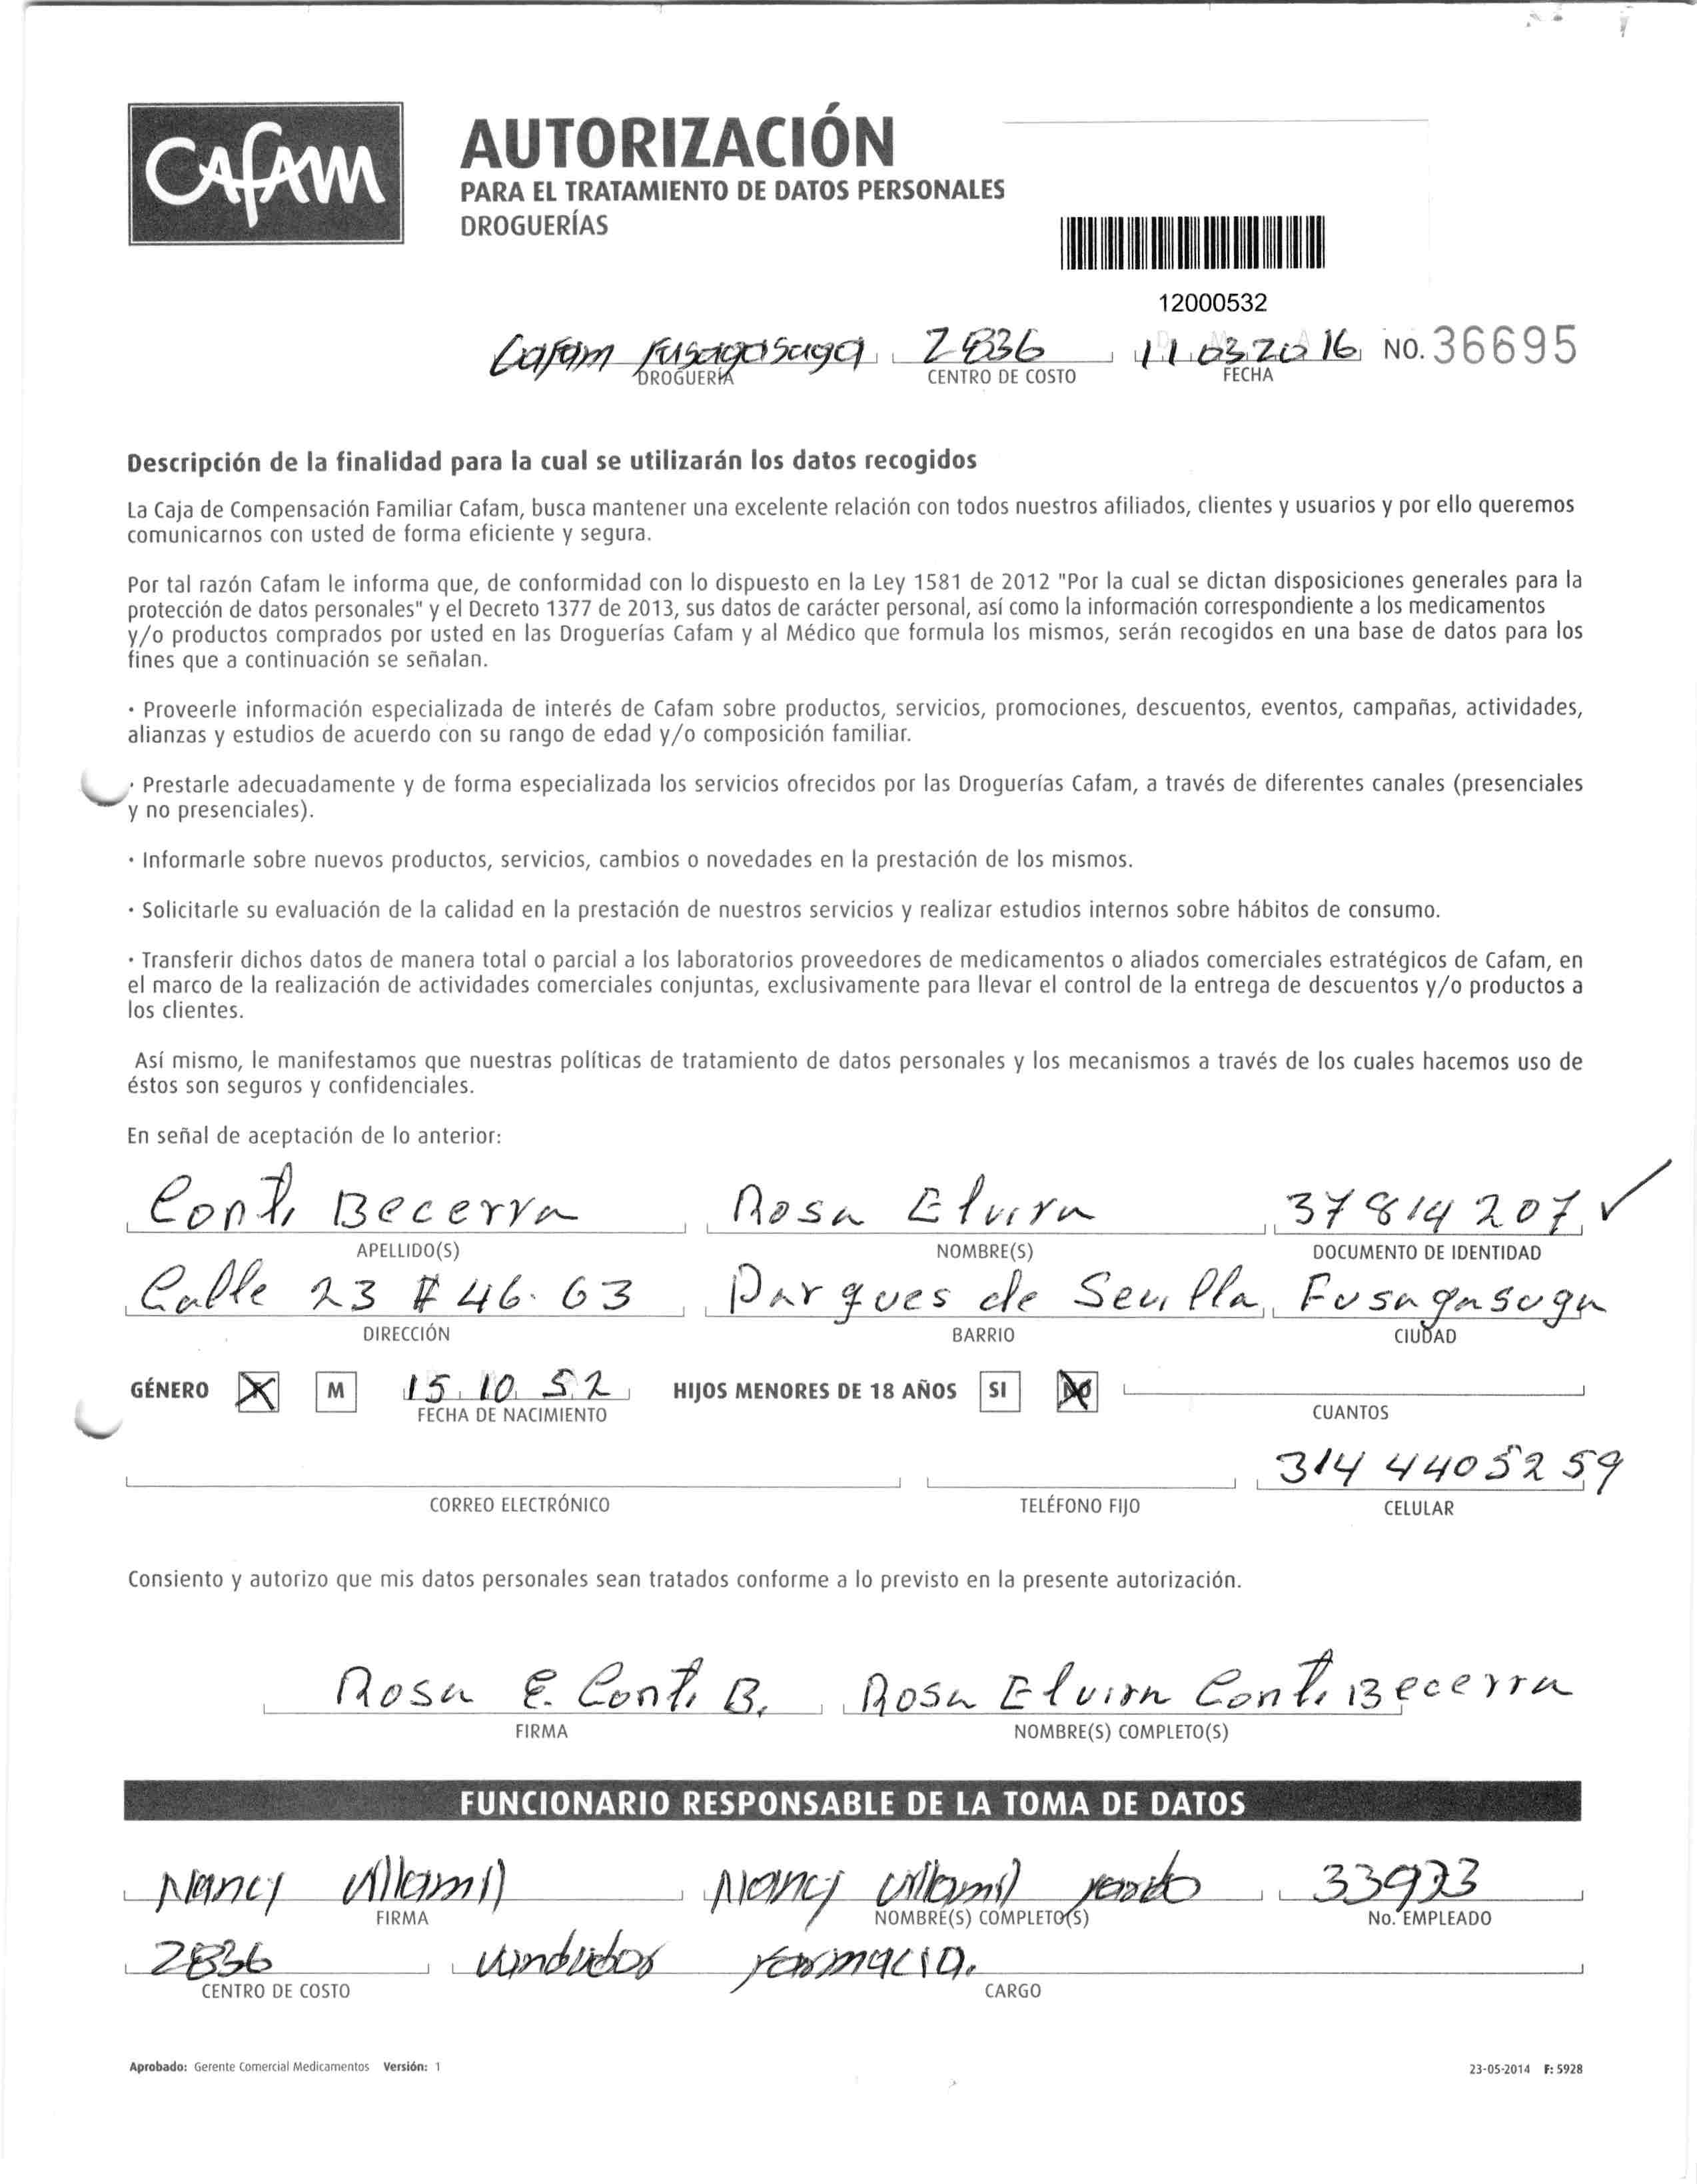 CAFAM
AUTORIZACIÓN
PARA EL TRATAMIENTO DE DATOS PERSONALES
DROGUERÍAS
12000532
Cafam Fusagasuga 2836 11 03 2016 NO. 36695
DROGUERÍA CENTRO DE COSTO FECHA
Descripción de la finalidad para la cual se utilizarán los datos recogidos
La Caja de Compensación Familiar Cafam, busca mantener una excelente relación con todos nuestros afiliados, clientes y usuarios y por ello queremos
comunicarnos con usted de forma eficiente y segura.
Por tal razón Cafam le informa que, de conformidad con lo dispuesto en la Ley 1581 de 2012 "Por la cual se dictan disposiciones generales para la
protección de datos personales" y el Decreto 1377 de 2013, sus datos de carácter personal, así como la información correspondiente a los medicamentos
y/o productos comprados por usted en las Droguerías Cafam y al Médico que formula los mismos, serán recogidos en una base de datos para los
fines que a continuación se señalan.
· Proveerle información especializada de interés de Cafam sobre productos, servicios, promociones, descuentos, eventos, campañas, actividades,
alianzas y estudios de acuerdo con su rango de edad y/o composición familiar.
· Prestarle adecuadamente y de forma especializada los servicios ofrecidos por las Droguerías Cafam, a través de diferentes canales (presenciales
y no presenciales).
· Informarle sobre nuevos productos, servicios, cambios o novedades en la prestación de los mismos.
· Solicitarle su evaluación de la calidad en la prestación de nuestros servicios y realizar estudios internos sobre hábitos de consumo.
· Transferir dichos datos de manera total o parcial a los laboratorios proveedores de medicamentos o aliados comerciales estratégicos de Cafam, en
el marco de la realización de actividades comerciales conjuntas, exclusivamente para llevar el control de la entrega de descuentos y/o productos a
los clientes.
Así mismo, le manifestamos que nuestras políticas de tratamiento de datos personales y los mecanismos a través de los cuales hacemos uso de
éstos son seguros y confidenciales.
En señal de aceptación de lo anterior:
Conti Becerra Rosa Elvira 37814207 ✓
APELLIDO(S) NOMBRE(S) DOCUMENTO DE IDENTIDAD
Calle 23 # 46-63 Parques de Sevilla Fusagasuga
DIRECCIÓN BARRIO CIUDAD
GÉNERO F M 15 10 52 HIJOS MENORES DE 18 AÑOS SI NO
FECHA DE NACIMIENTO CUANTOS
314 4405259
CORREO ELECTRÓNICO TELÉFONO FIJO CELULAR
Consiento y autorizo que mis datos personales sean tratados conforme a lo previsto en la presente autorización.
Rosa E. Conti B. Rosa Elvira Conti Becerra
FIRMA NOMBRE(S) COMPLETO(S)
FUNCIONARIO RESPONSABLE DE LA TOMA DE DATOS
Nancy Villamil Nancy Villamil 33973
FIRMA NOMBRE(S) COMPLETO(S) No. EMPLEADO
2836 farmacia.
CENTRO DE COSTO CARGO
Aprobado: Gerente Comercial Medicamentos Versión: 1 23-05-2014 F: 5928